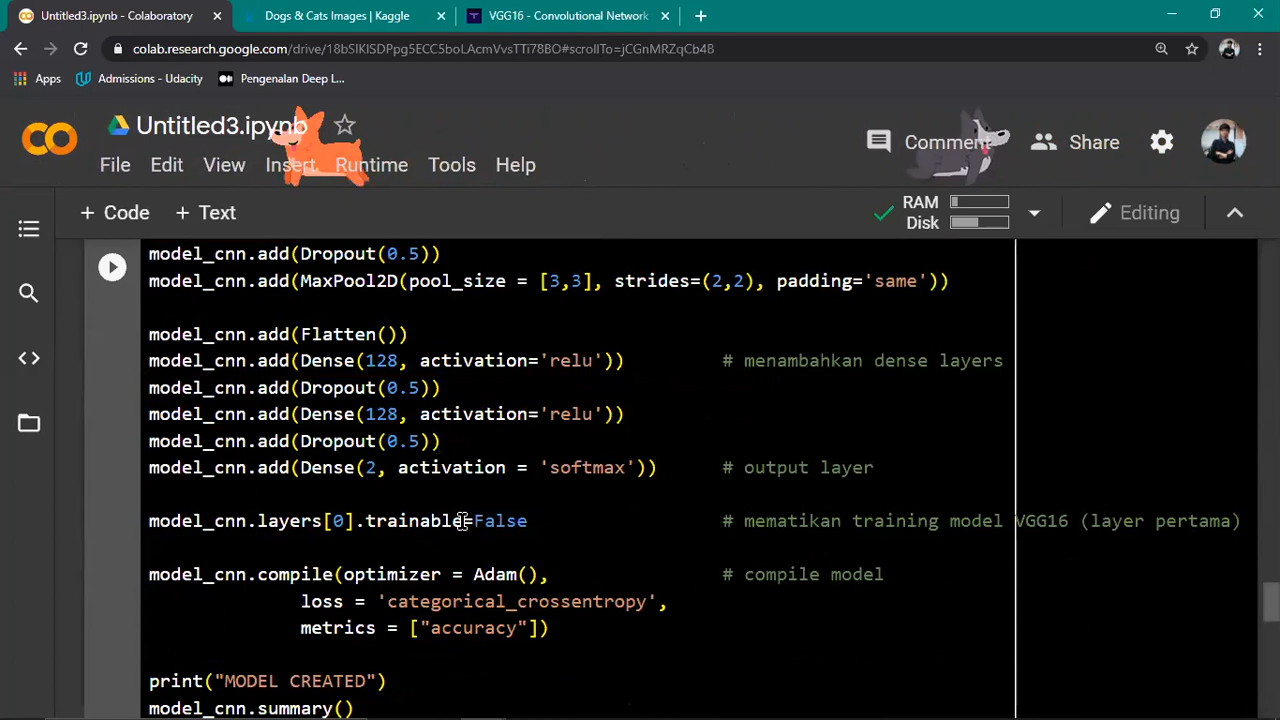 Untitled3.ipynb - Colaboratory
Dogs & Cats Images | Kaggle
VGG16 - Convolutional Network
colab.research.google.com/drive/18bSlKISDPpg5ECC5boLAcmVvsTTi78BO#scrollTo=jCGnMRZqCb4B
Apps
Admissions - Udacity
Pengenalan Deep L...
Untitled3.ipynb
Comment
Share
File Edit View Insert Runtime Tools Help
+ Code + Text
RAM
Disk
Editing
model_cnn.add(Dropout(0.5))
model_cnn.add(MaxPool2D(pool_size = [3,3], strides=(2,2), padding='same'))
model_cnn.add(Flatten())
model_cnn.add(Dense(128, activation='relu')) # menambahkan dense layers
model_cnn.add(Dropout(0.5))
model_cnn.add(Dense(128, activation='relu'))
model_cnn.add(Dropout(0.5))
model_cnn.add(Dense(2, activation = 'softmax')) # output layer
model_cnn.layers[0].trainable=False # mematikan training model VGG16 (layer pertama)
model_cnn.compile(optimizer = Adam(), # compile model
loss = 'categorical_crossentropy',
metrics = ["accuracy"])
print("MODEL CREATED")
model_cnn.summary()